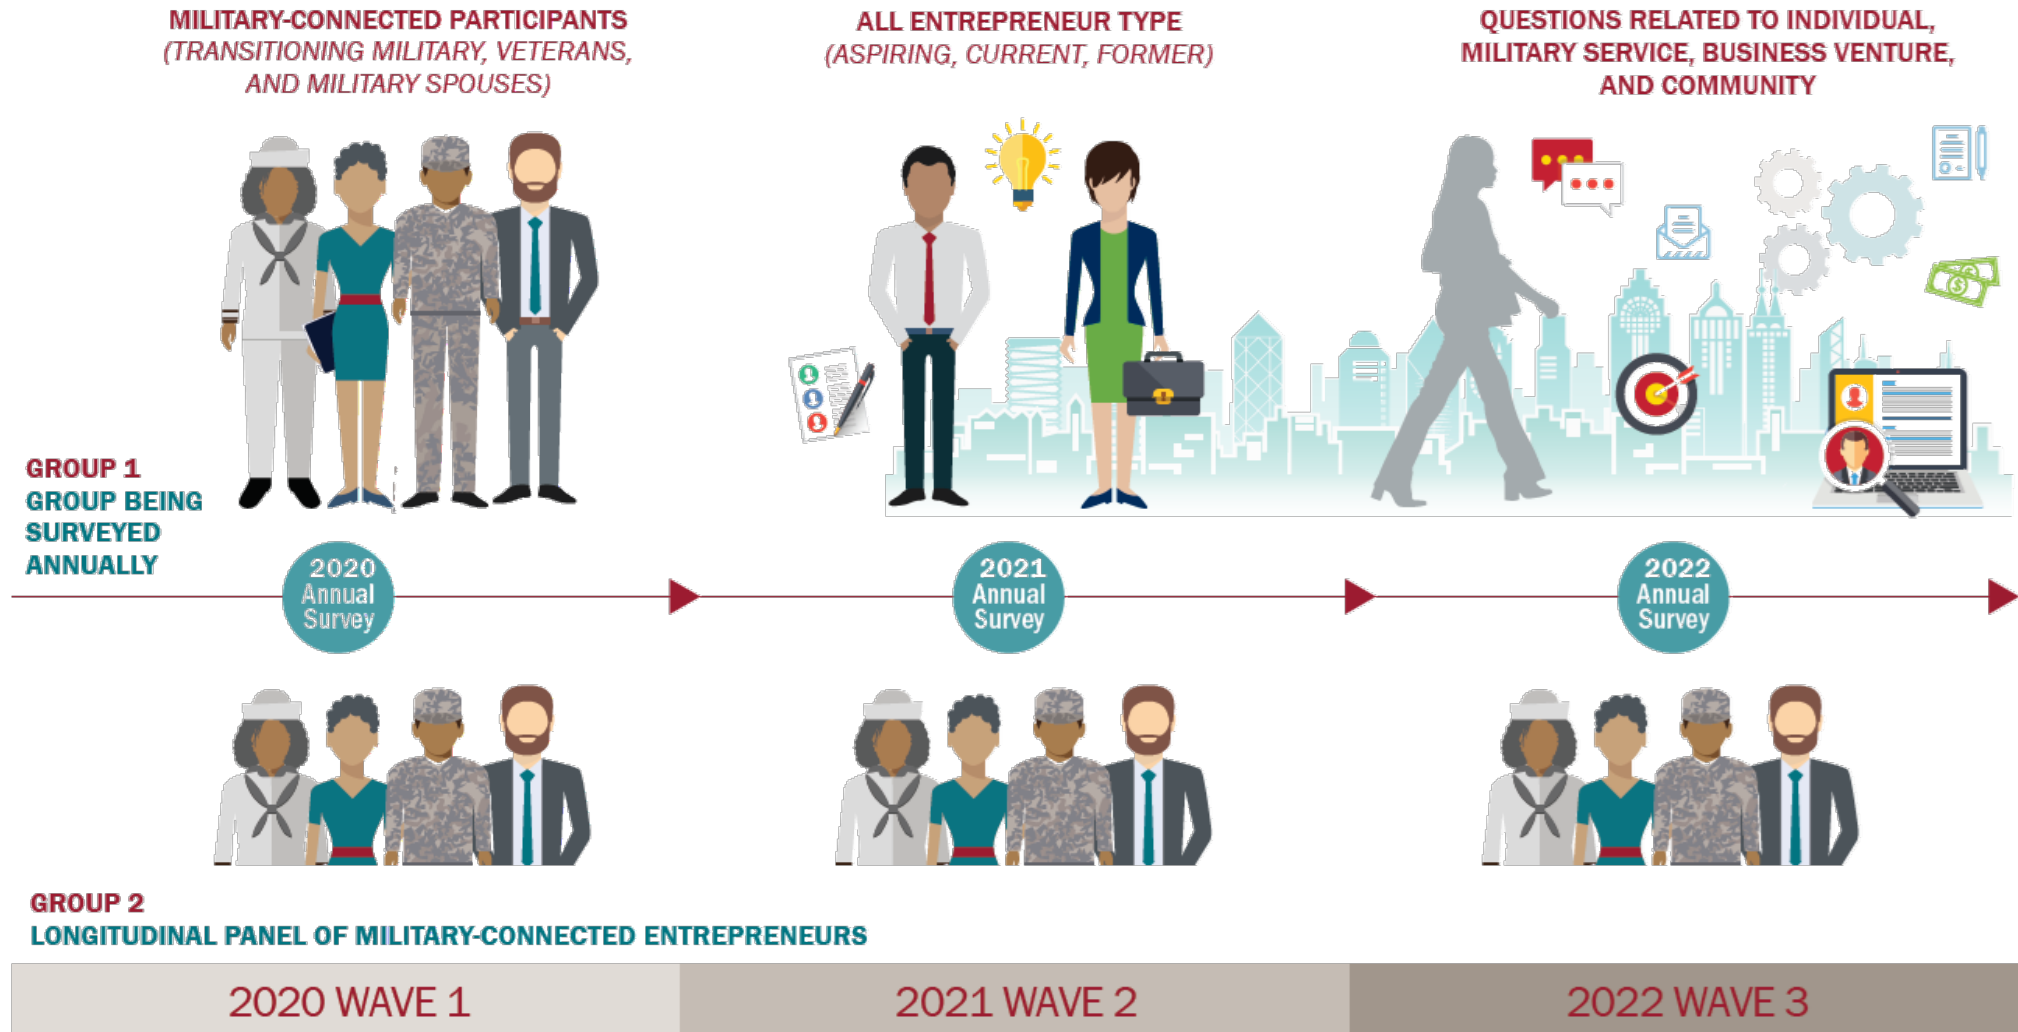 MILITARY-CONNECTED PARTICIPANTS
(TRANSITIONING MILITARY, VETERANS,
AND MILITARY SPOUSES)
ALL ENTREPRENEUR TYPE
(ASPIRING, CURRENT, FORMER)
QUESTIONS RELATED TO INDIVIDUAL,
MILITARY SERVICE, BUSINESS VENTURE,
AND COMMUNITY
GROUP 1
GROUP BEING
SURVEYED
ANNUALLY
2020
Annual
Survey
2021
Annual
Survey
2022
Annual
Survey
GROUP 2
LONGITUDINAL PANEL OF MILITARY-CONNECTED ENTREPRENEURS
2020 WAVE 1
2021 WAVE 2
2022 WAVE 3